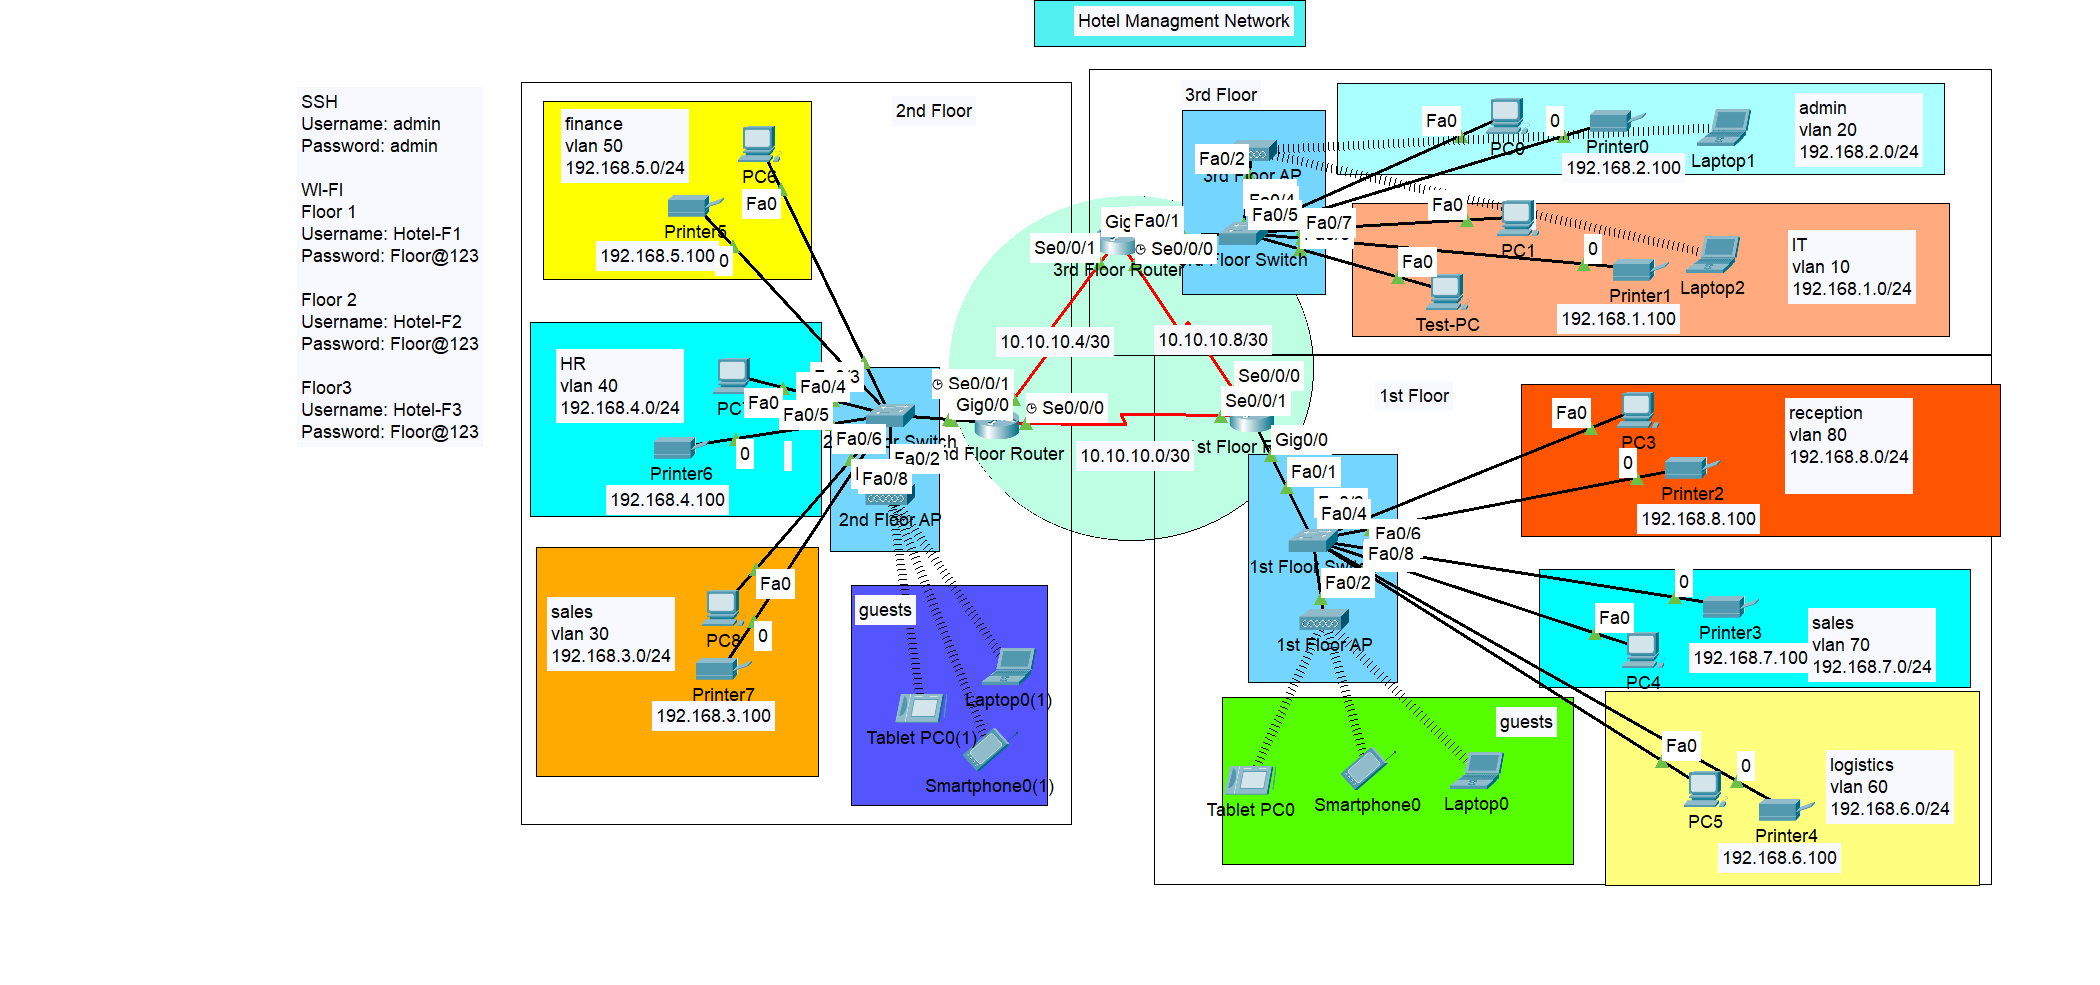 Hotel Managment Network
SSH
Username: admin
Password: admin
WI-FI
Floor 1
Username: Hotel-F1
Password: Floor@123
Floor 2
Username: Hotel-F2
Password: Floor@123
Floor3
Username: Hotel-F3
Password: Floor@123
2nd Floor
finance
vlan 50
192.168.5.0/24
PC6
Fa0
Printer5
192.168.5.100
0
HR
vlan 40
192.168.4.0/24
Fa0
Printer6
0
192.168.4.100
Fa0/4
Fa0/5
Fa0/6
Fa0/2
Fa0/8
2nd Floor AP
Se0/0/1
Gig0/0
Se0/0/0
Floor Router
sales
vlan 30
192.168.3.0/24
Fa0
PC8
0
Printer7
192.168.3.100
guests
Laptop0(1)
Tablet PC0(1)
Smartphone0(1)
10.10.10.4/30
10.10.10.8/30
10.10.10.0/30
3rd Floor
Fa0/2
3rd Floor AP
Fa0/5
Fa0/7
Fa0/1
Se0/0/1
Se0/0/0
3rd Floor Router
Floor Switch
Fa0
PC0
0
Printer0
192.168.2.100
Laptop1
admin
vlan 20
192.168.2.0/24
Fa0
PC1
0
Printer1
192.168.1.100
Laptop2
Fa0
Test-PC
IT
vlan 10
192.168.1.0/24
1st Floor
Se0/0/0
Se0/0/1
Gig0/0
Fa0/1
Fa0/4
Fa0/6
Fa0/8
Fa0/2
1st Floor
1st Floor AP
Fa0
PC3
0
Printer2
192.168.8.100
reception
vlan 80
192.168.8.0/24
0
Printer3
192.168.7.100
Fa0
PC4
sales
vlan 70
192.168.7.0/24
guests
Tablet PC0
Smartphone0
Laptop0
Fa0
PC5
0
Printer4
192.168.6.100
logistics
vlan 60
192.168.6.0/24